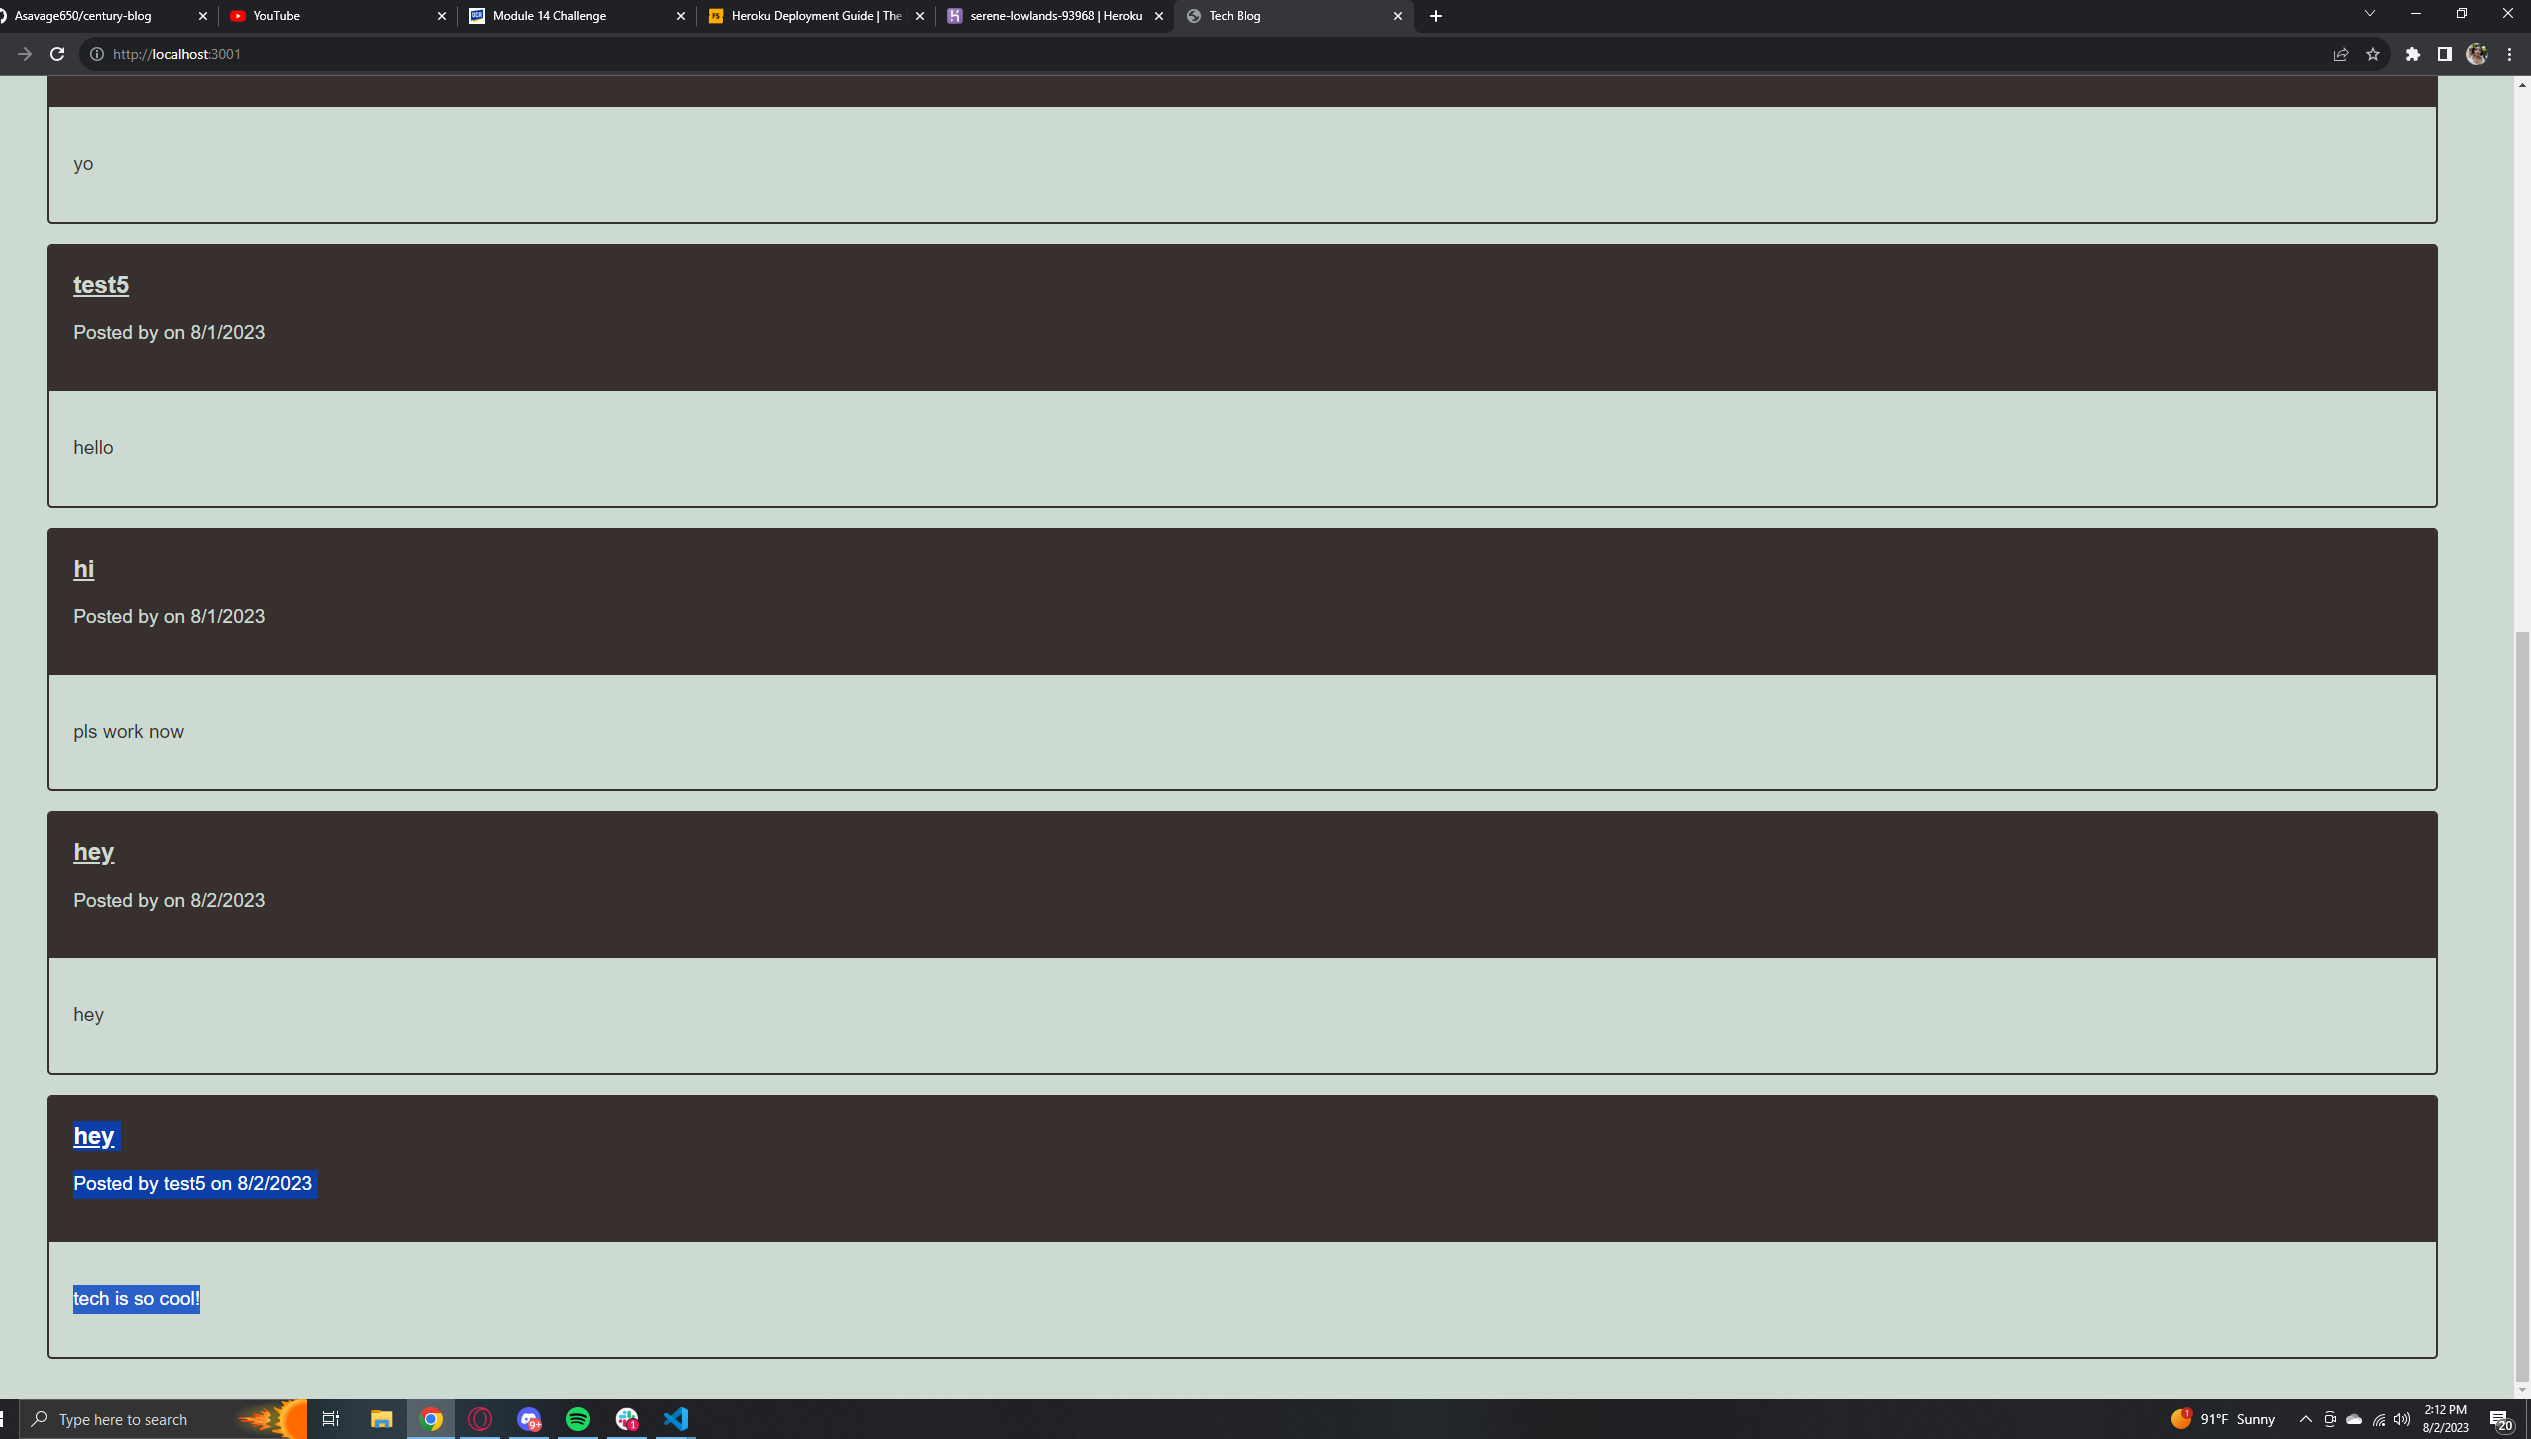 Asavage650/century-blog
YouTube
Module 14 Challenge
Heroku Deployment Guide | The
serene-lowlands-93968 | Heroku
Tech Blog
http://localhost:3001
yo
test5
Posted by on 8/1/2023
hello
hi
Posted by on 8/1/2023
pls work now
hey
Posted by on 8/2/2023
hey
hey
Posted by test5 on 8/2/2023
tech is so cool!
Type here to search
9+
1
1
91°F Sunny
2:12 PM
8/2/2023
20